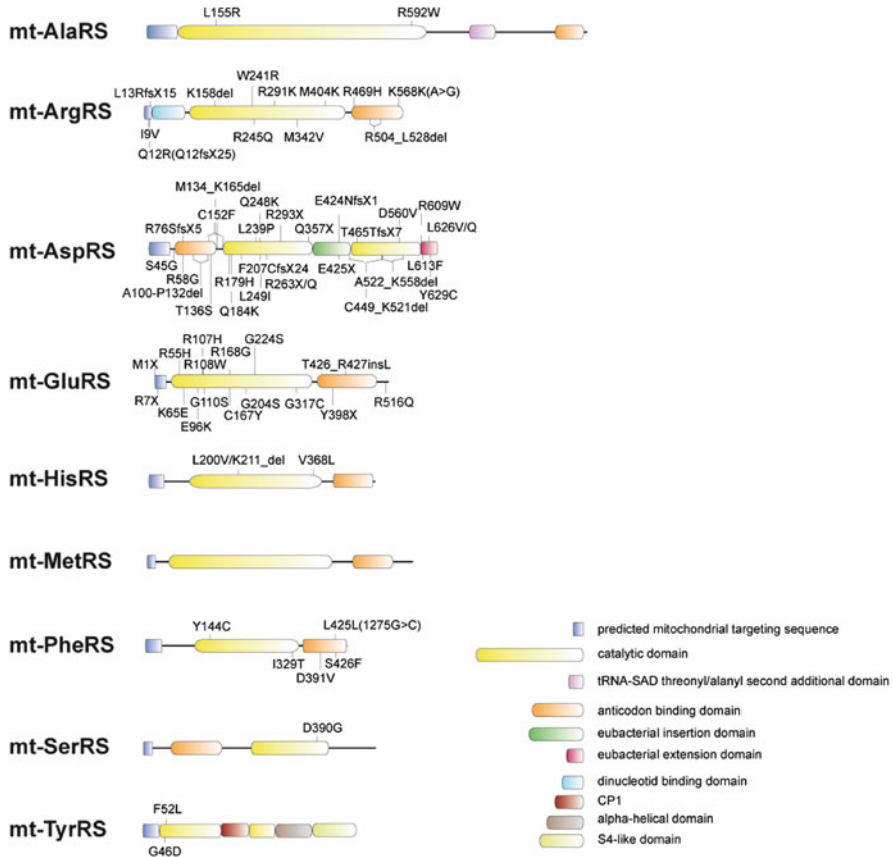 L155R
R592W
mt-AlaRS
W241R
L13RfsX15
K158del
R291K
M404K
R469H
K568K(A>G)
mt-ArgRS
I9V
R245Q
M342V
R504_L528del
Q12R(Q12fsX25)
M134_K165del
Q248K
E424NfsX1
C152F
R293X
D560V
R609W
R76SfsX5
L239P
Q357X
T465TfsX7
L626V/Q
mt-AspRS
S45G
F207CfsX24
E425X
L613F
R58G
R179H
R263X/Q
A522_K558del
A100-P132del
L249I
Y629C
T136S
Q184K
C449_K521del
R107H
G224S
R55H
R168G
M1X
R108W
T426_R427insL
mt-GluRS
R7X
G110S
G204S
G317C
R516Q
K65E
C167Y
Y398X
E96K
L200V/K211_del
V368L
mt-HisRS
mt-MetRS
Y144C
L425L(1275G>C)
mt-PheRS
I329T
S426F
D391V
D390G
mt-SerRS
F52L
mt-TyrRS
G46D
predicted mitochondrial targeting sequence
catalytic domain
tRNA-SAD threonyl/alanyl second additional domain
anticodon binding domain
eubacterial insertion domain
eubacterial extension domain
dinucleotid binding domain
CP1
alpha-helical domain
S4-like domain